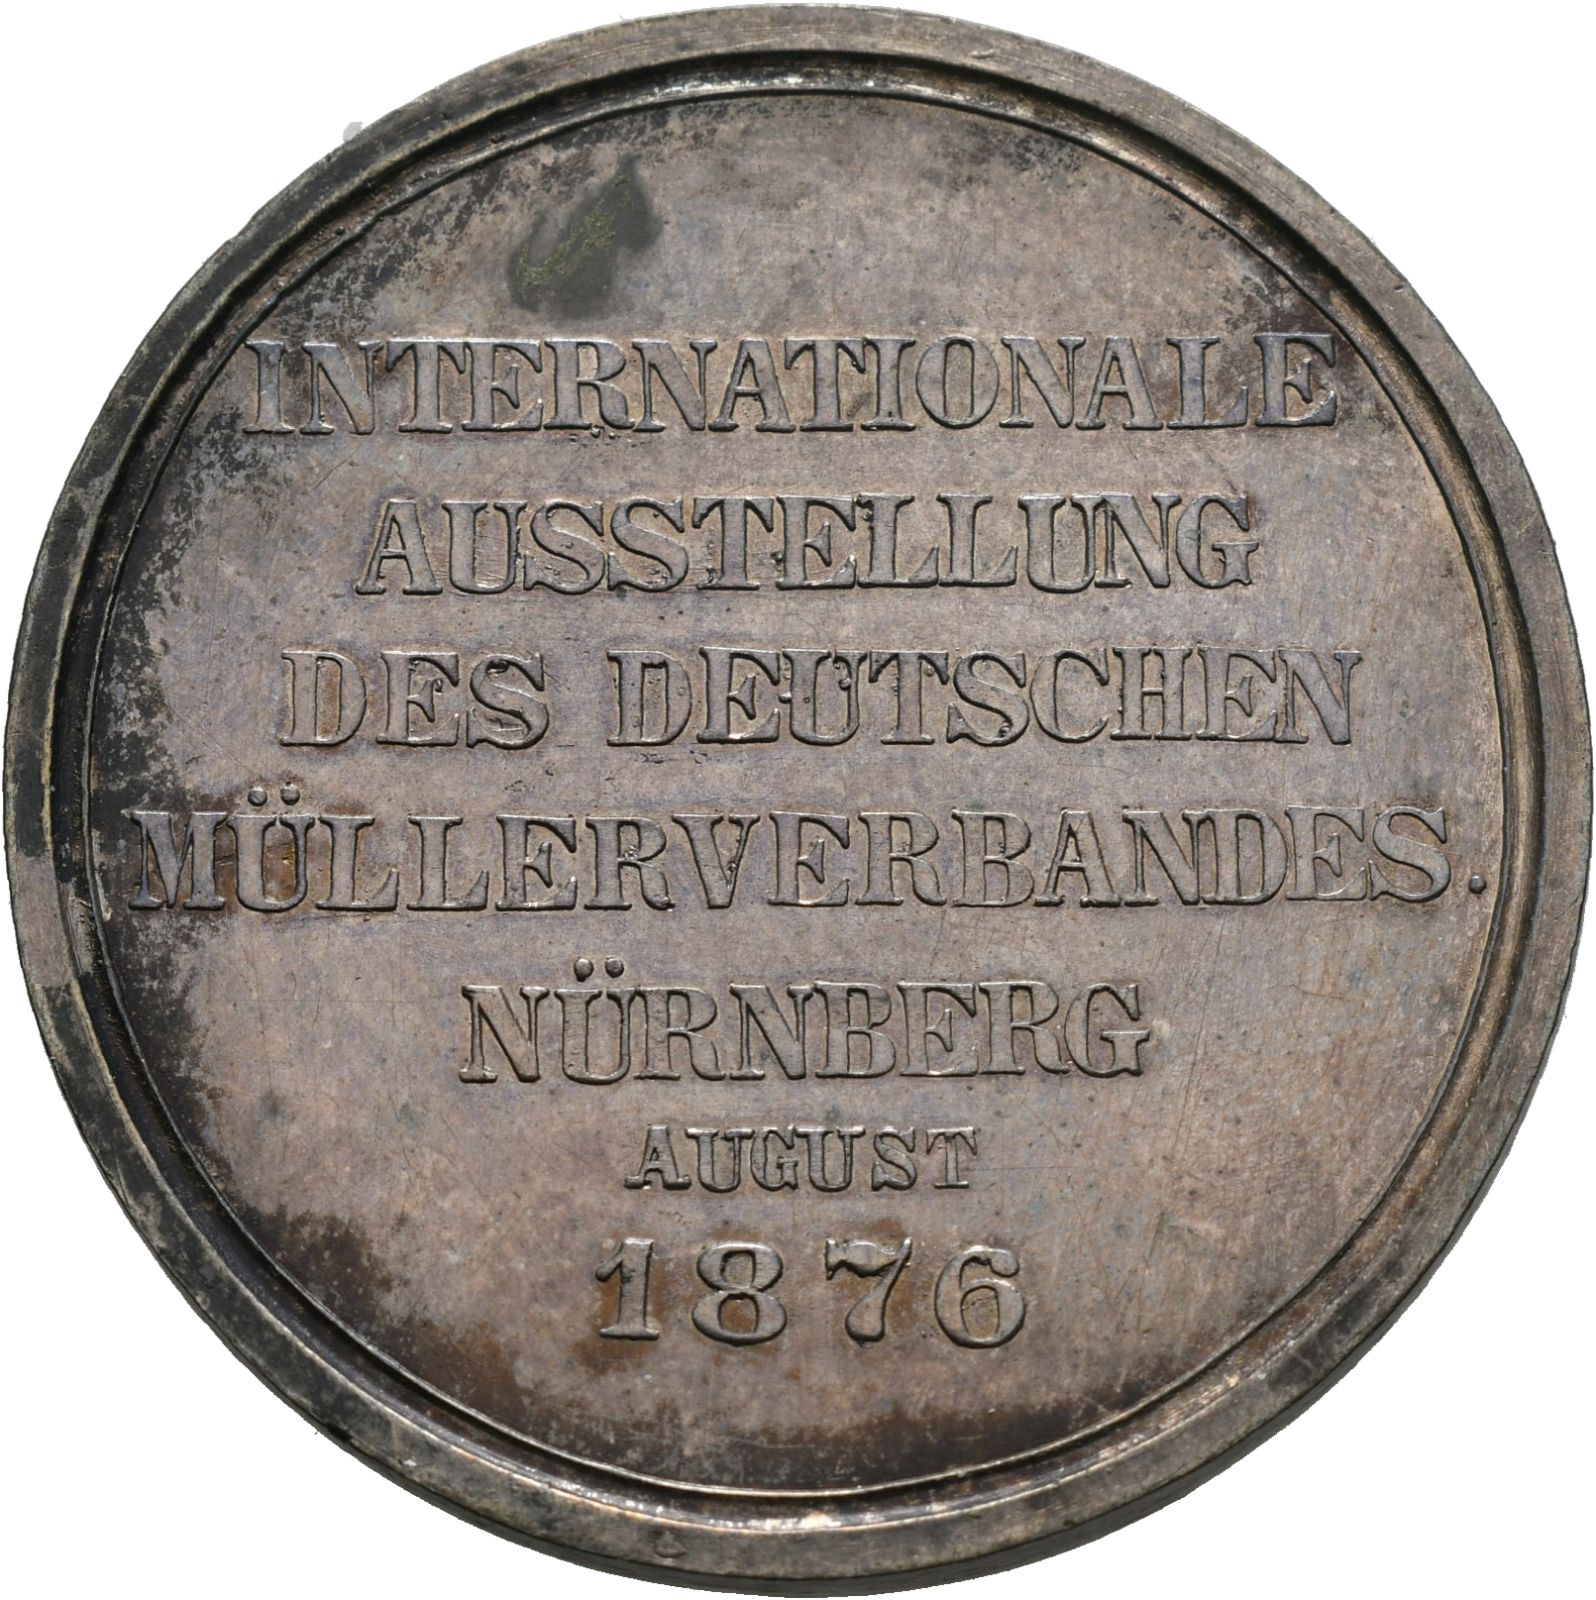 INTERNATIONALE
AUSSTELLUNG
DES DEUTSCHEN
MÜLLERVERBANDES.
NÜRNBERG
AUGUST
1876